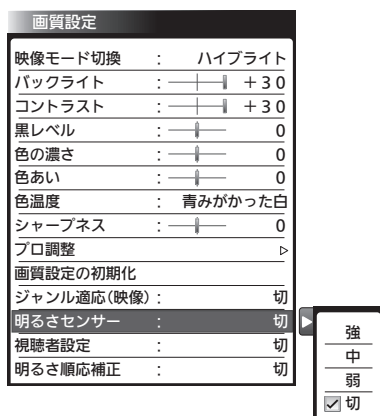 画質設定
映像モード切換 : ハイブライト
バックライト : +30
コントラスト : +30
黒レベル : 0
色の濃さ : 0
色あい : 0
色温度 : 青みがかった白
シャープネス : 0
プロ調整
画質設定の初期化
ジャンル適応(映像) : 切
明るさセンサー : 切
視聴者設定 : 切
明るさ順応補正 : 切
強
中
弱
切